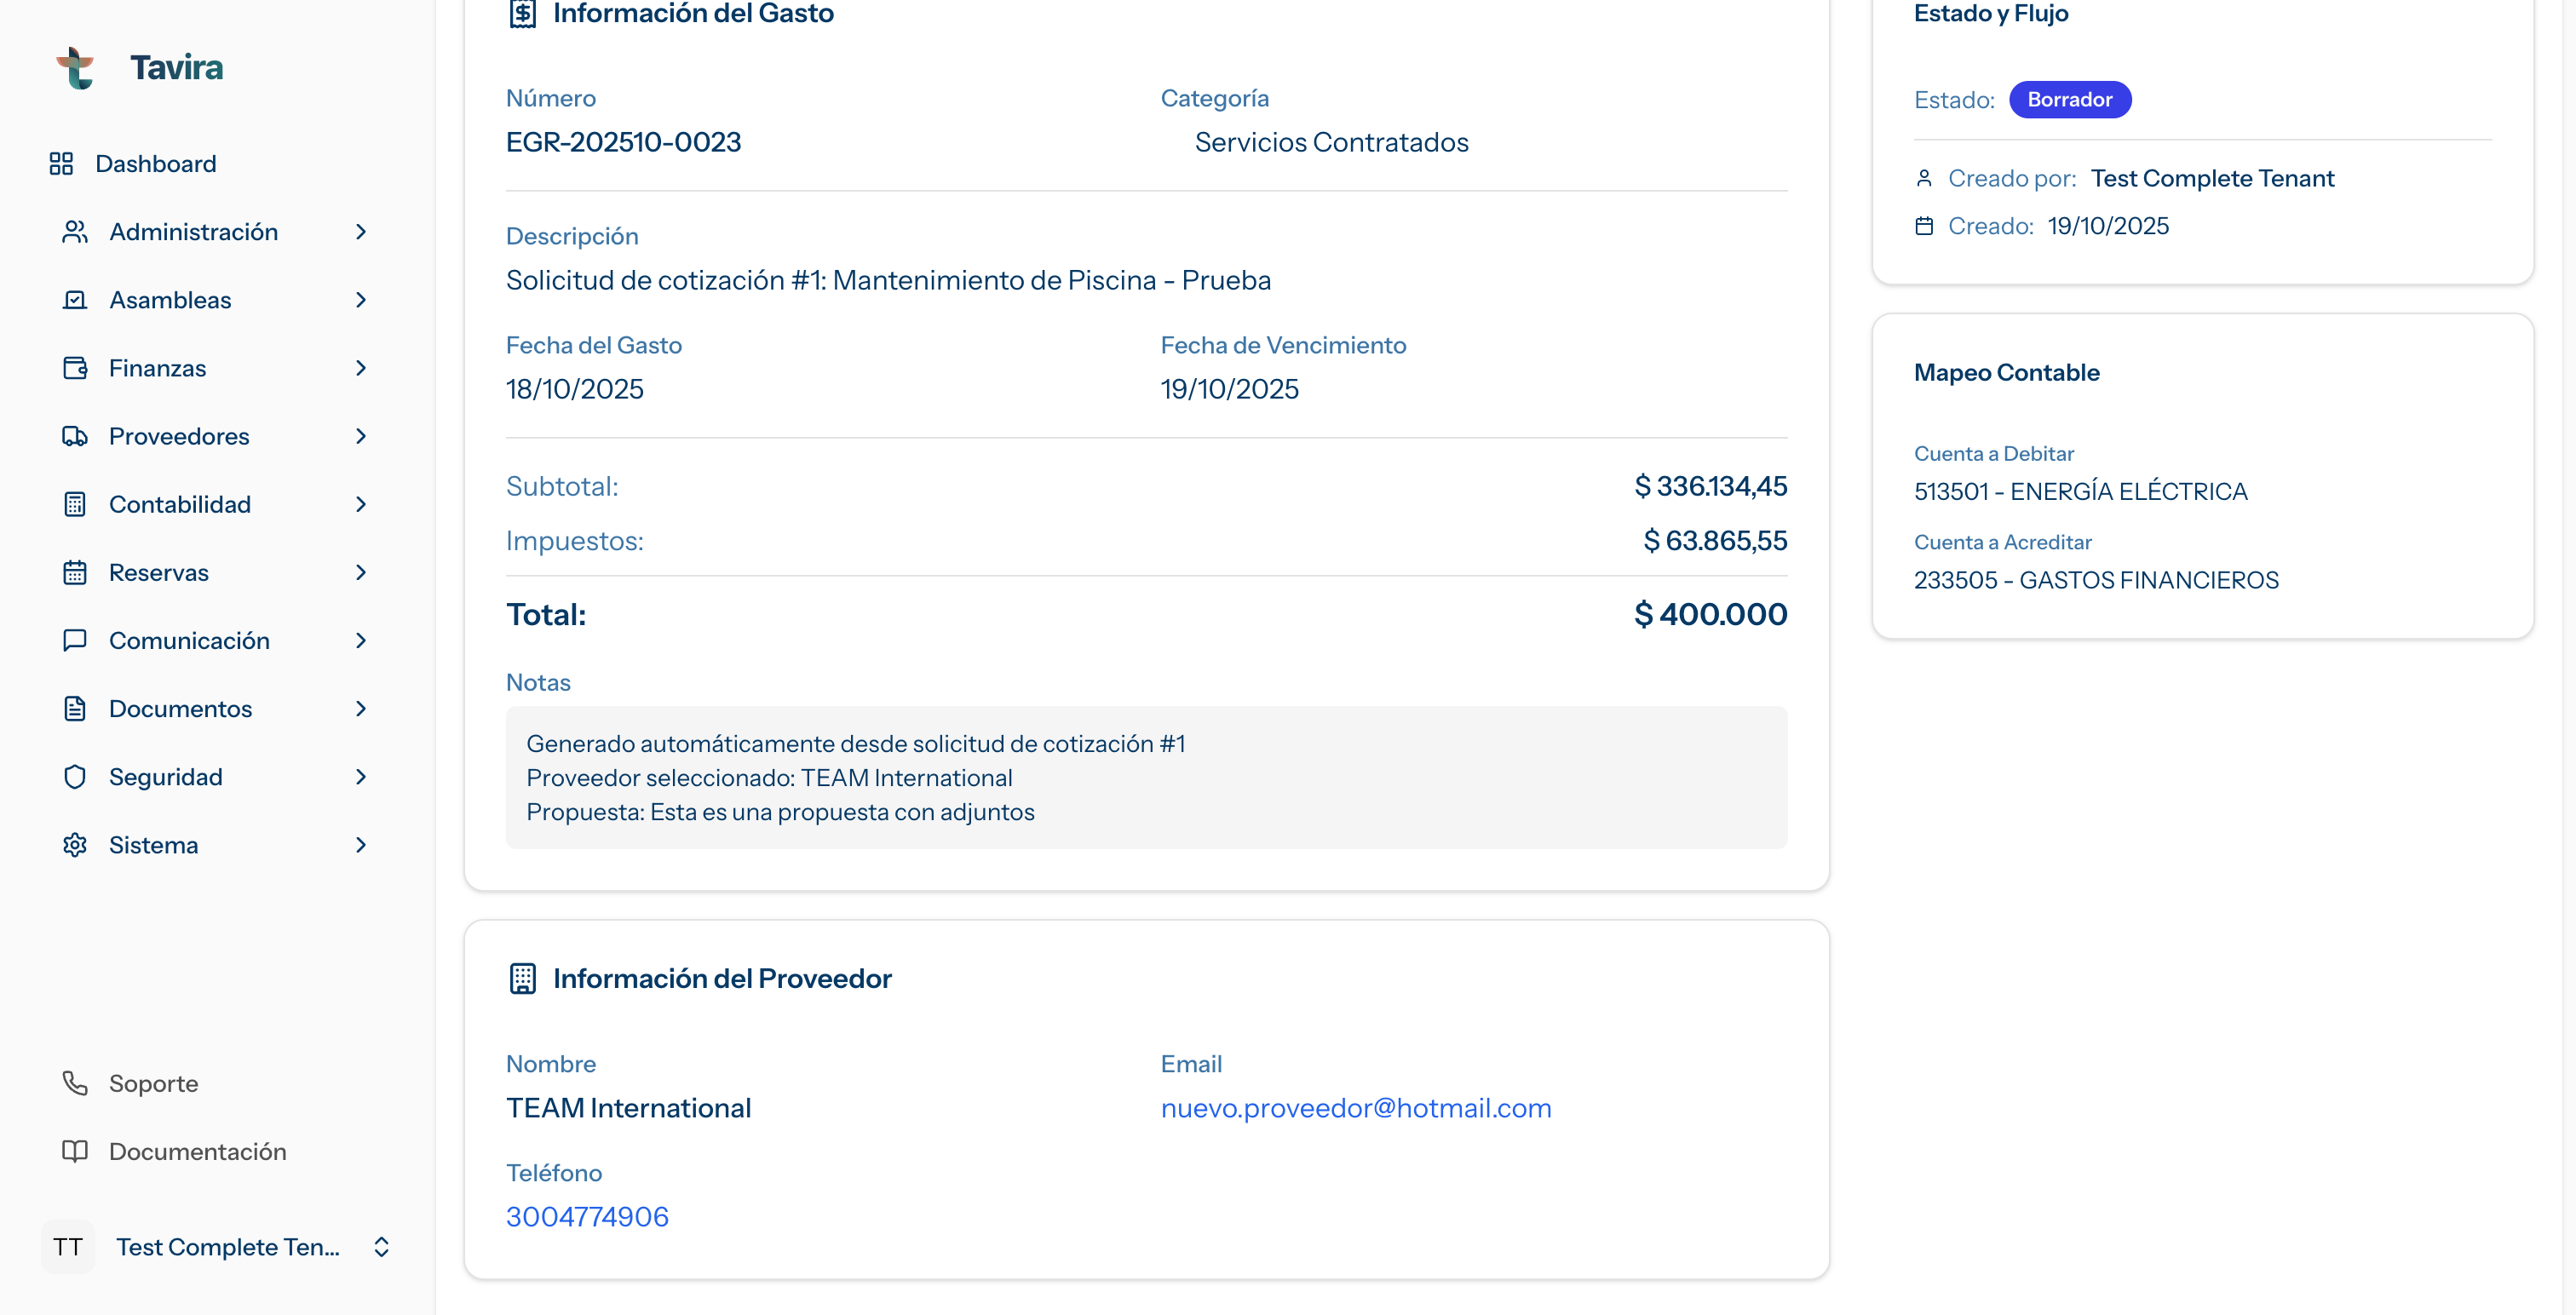 Tavira
Dashboard
Administración
Asambleas
Finanzas
Proveedores
Contabilidad
Reservas
Comunicación
Documentos
Seguridad
Sistema
Soporte
Documentación
TT Test Complete Ten...
Información del Gasto
Número
EGR-202510-0023
Categoría
Servicios Contratados
Descripción
Solicitud de cotización #1: Mantenimiento de Piscina - Prueba
Fecha del Gasto
18/10/2025
Fecha de Vencimiento
19/10/2025
Subtotal: $ 336.134,45
Impuestos: $ 63.865,55
Total: $ 400.000
Notas
Generado automáticamente desde solicitud de cotización #1
Proveedor seleccionado: TEAM International
Propuesta: Esta es una propuesta con adjuntos
Información del Proveedor
Nombre
TEAM International
Email
nuevo.proveedor@hotmail.com
Teléfono
3004774906
Estado y Flujo
Estado: Borrador
Creado por: Test Complete Tenant
Creado: 19/10/2025
Mapeo Contable
Cuenta a Debitar
513501 - ENERGÍA ELÉCTRICA
Cuenta a Acreditar
233505 - GASTOS FINANCIEROS